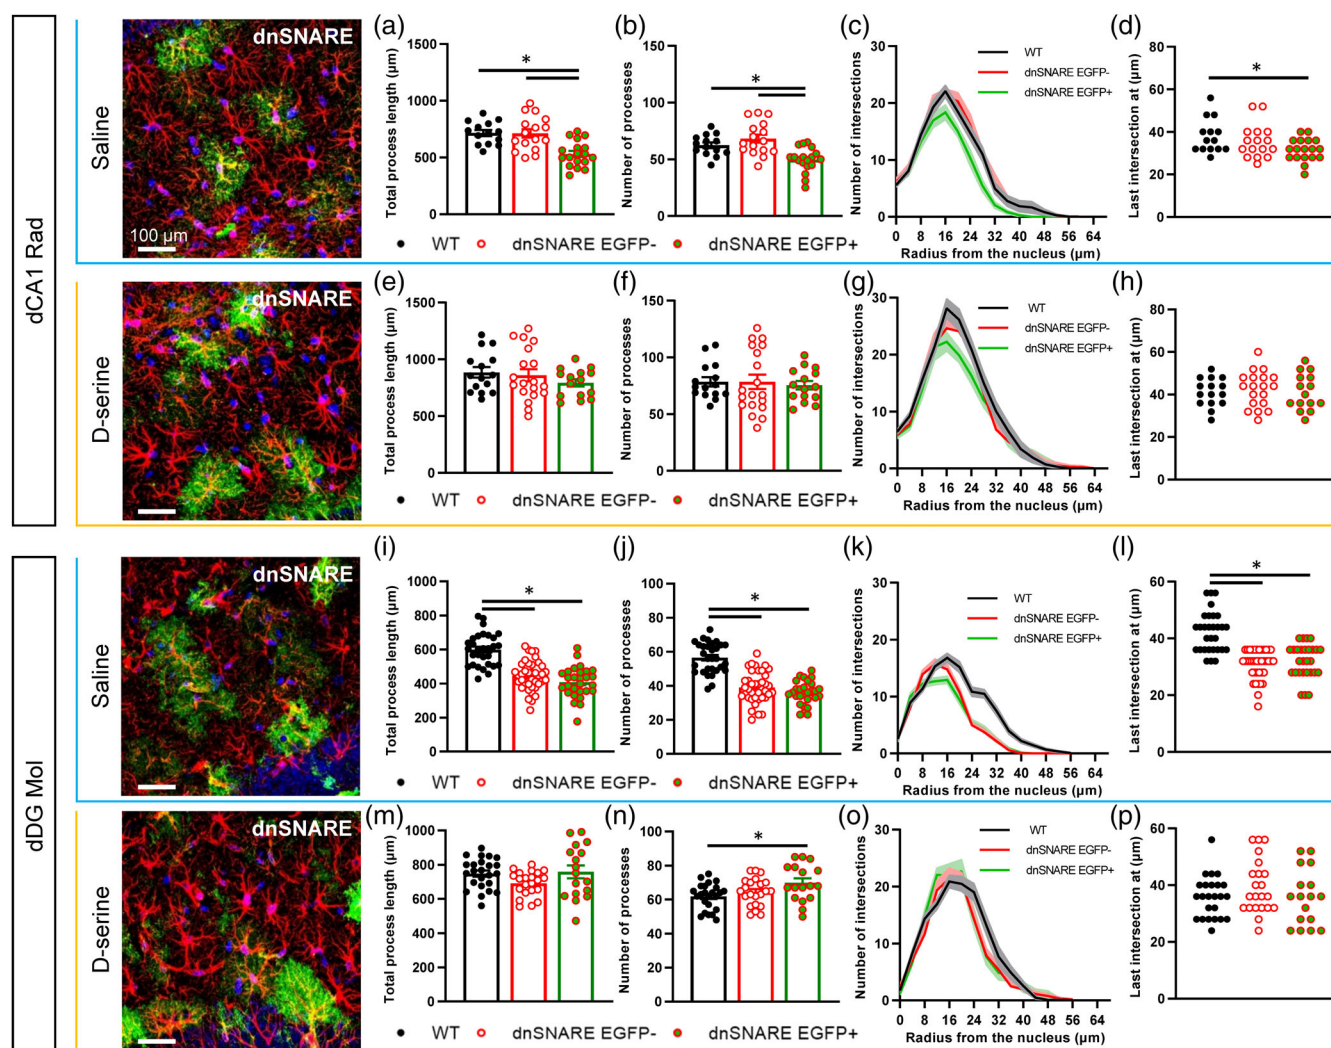 dCA1 Rad
Saline
dnSNARE
100 µm
(a)
Total process length (µm)
1500
1000
500
0
*
(b)
Number of processes
150
100
50
0
*
WT dnSNARE EGFP- dnSNARE EGFP+
(c)
Number of intersections
30
20
10
0
WT
dnSNARE EGFP-
dnSNARE EGFP+
0 8 16 24 32 40 48 56 64
Radius from the nucleus (µm)
(d)
Last intersection at (µm)
80
60
40
20
0
*
D-serine
dnSNARE
(e)
Total process length (µm)
1500
1000
500
0
(f)
Number of processes
150
100
50
0
WT dnSNARE EGFP- dnSNARE EGFP+
(g)
Number of intersections
30
20
10
0
WT
dnSNARE EGFP-
dnSNARE EGFP+
0 8 16 24 32 40 48 56 64
Radius from the nucleus (µm)
(h)
Last intersection at (µm)
80
60
40
20
0
dDG Mol
Saline
dnSNARE
(i)
Total process length (µm)
1000
800
600
400
200
0
*
(j)
Number of processes
100
80
60
40
20
0
*
WT dnSNARE EGFP- dnSNARE EGFP+
(k)
Number of intersections
30
20
10
0
WT
dnSNARE EGFP-
dnSNARE EGFP+
0 8 16 24 32 40 48 56 64
Radius from the nucleus (µm)
(l)
Last intersection at (µm)
60
40
20
0
*
D-serine
dnSNARE
(m)
Total process length (µm)
1000
800
600
400
200
0
(n)
Number of processes
100
80
60
40
20
0
*
WT dnSNARE EGFP- dnSNARE EGFP+
(o)
Number of intersections
30
20
10
0
WT
dnSNARE EGFP-
dnSNARE EGFP+
0 8 16 24 32 40 48 56 64
Radius from the nucleus (µm)
(p)
Last intersection at (µm)
60
40
20
0